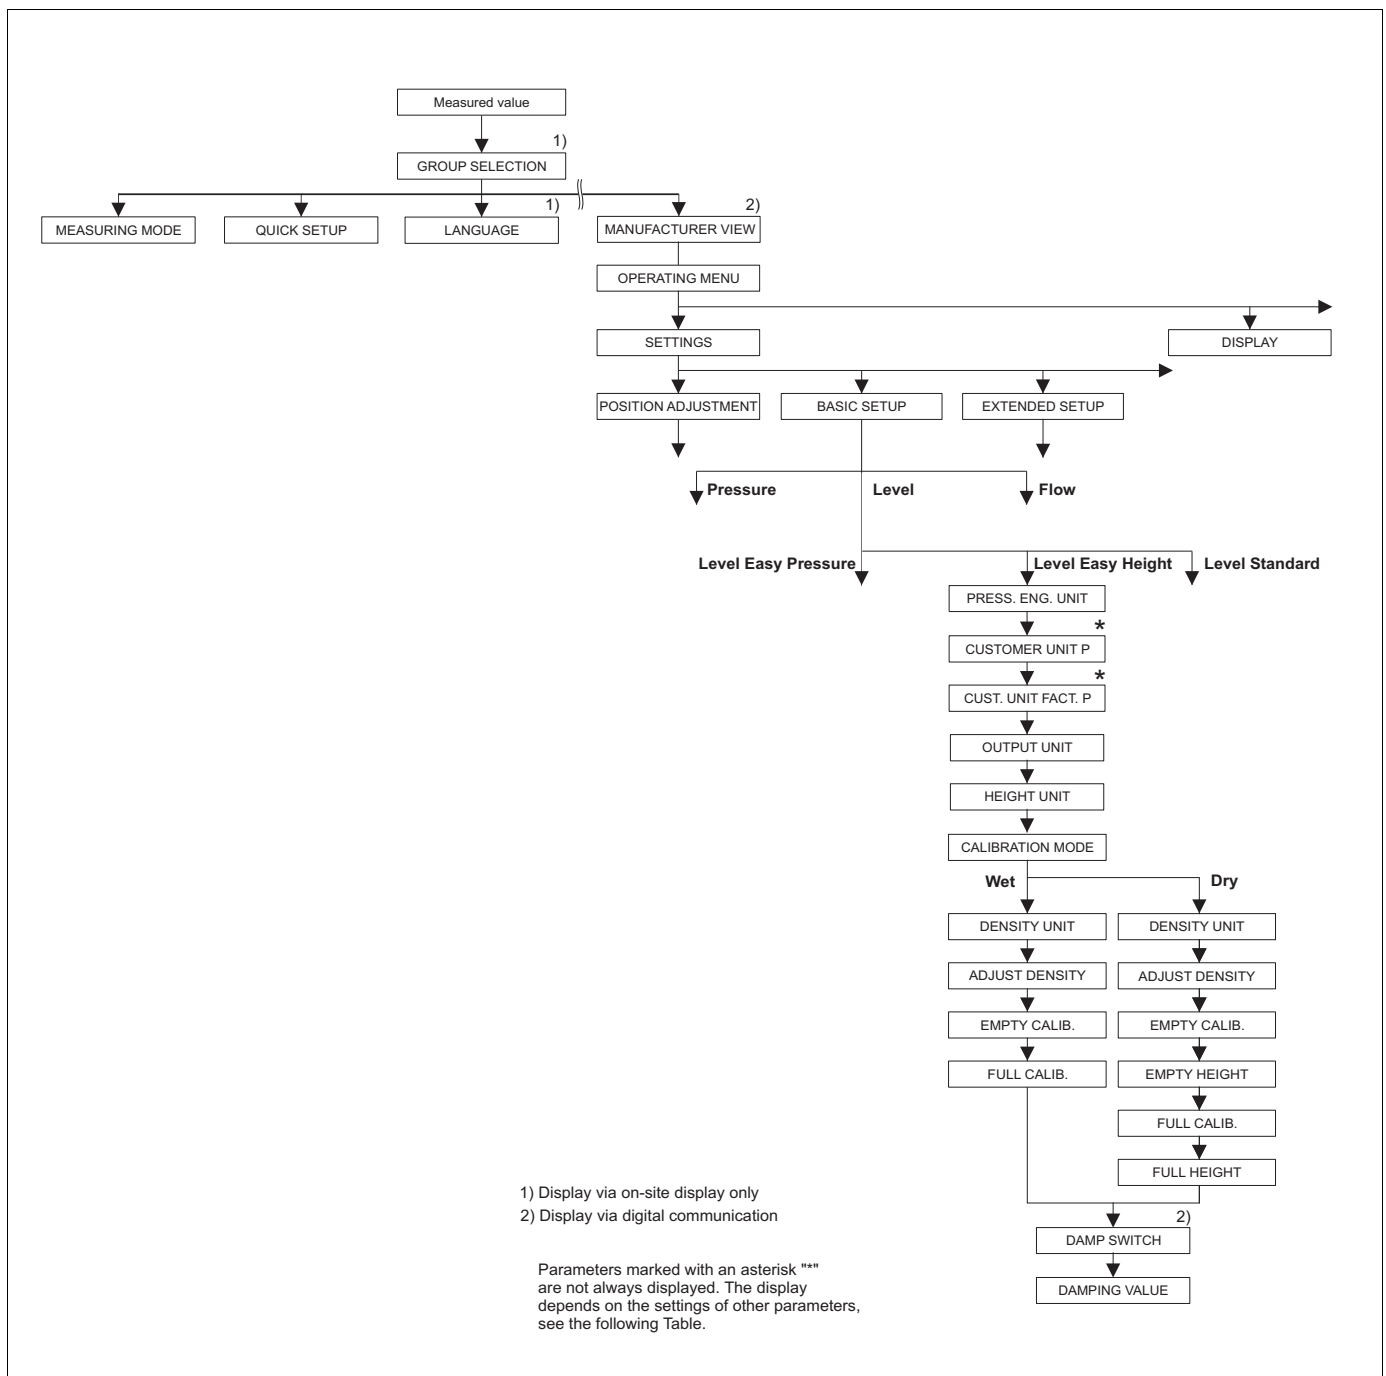 Measured value
1)
GROUP SELECTION
1)
2)
MEASURING MODE
QUICK SETUP
LANGUAGE
MANUFACTURER VIEW
OPERATING MENU
SETTINGS
DISPLAY
POSITION ADJUSTMENT
BASIC SETUP
EXTENDED SETUP
Pressure
Level
Flow
Level Easy Pressure
Level Easy Height
Level Standard
PRESS. ENG. UNIT
*
CUSTOMER UNIT P
*
CUST. UNIT FACT. P
OUTPUT UNIT
HEIGHT UNIT
CALIBRATION MODE
Wet
Dry
DENSITY UNIT
DENSITY UNIT
ADJUST DENSITY
ADJUST DENSITY
EMPTY CALIB.
EMPTY CALIB.
FULL CALIB.
EMPTY HEIGHT
FULL CALIB.
FULL HEIGHT
2)
DAMP SWITCH
DAMPING VALUE
1) Display via on-site display only
2) Display via digital communication
Parameters marked with an asterisk "*"
are not always displayed. The display
depends on the settings of other parameters,
see the following Table.